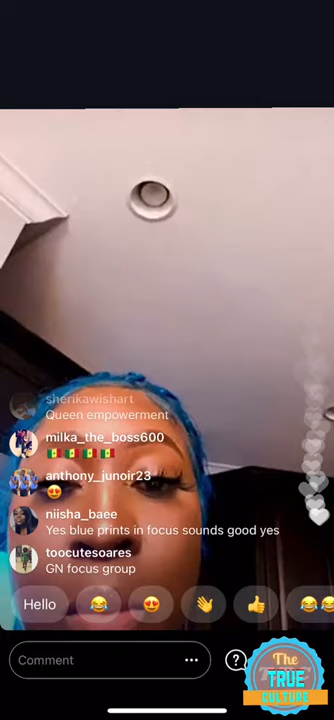 sherikawishart
Queen empowerment
milka_the_boss600
🇸🇳🇸🇳🇸🇳🇸🇳
anthony_junoir23
😍
niisha_baee
Yes blue prints in focus sounds good yes
toocutesoares
GN focus group
Hello 😂 😍 👋 👍 😂😂
Comment ... ?
The
TRUE
CULTURE